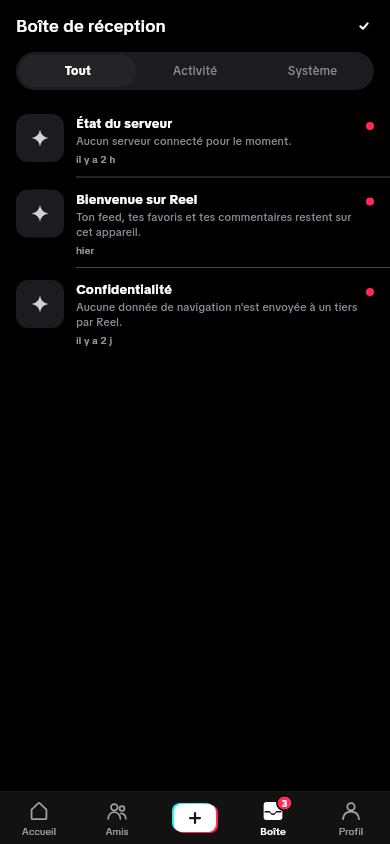 Boîte de réception
Tout
Activité
Système
État du serveur
Aucun serveur connecté pour le moment.
il y a 2 h
Bienvenue sur Reel
Ton feed, tes favoris et tes commentaires restent sur
cet appareil.
hier
Confidentialité
Aucune donnée de navigation n'est envoyée à un tiers
par Reel.
il y a 2 j
3
Accueil
Amis
Boîte
Profil